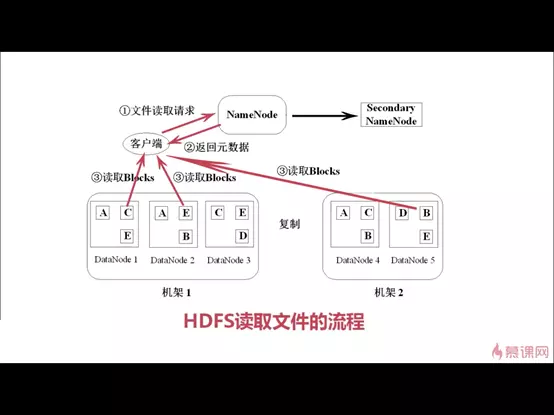 ①文件读取请求
NameNode
Secondary
NameNode
客户端
②返回元数据
③读取Blocks
③读取Blocks
③读取Blocks
A C
E
DataNode 1
A E
B
DataNode 2
C E
D
DataNode 3
复制
A C
B
DataNode 4
D B
E
DataNode 5
机架 1
机架 2
HDFS读取文件的流程
慕课网